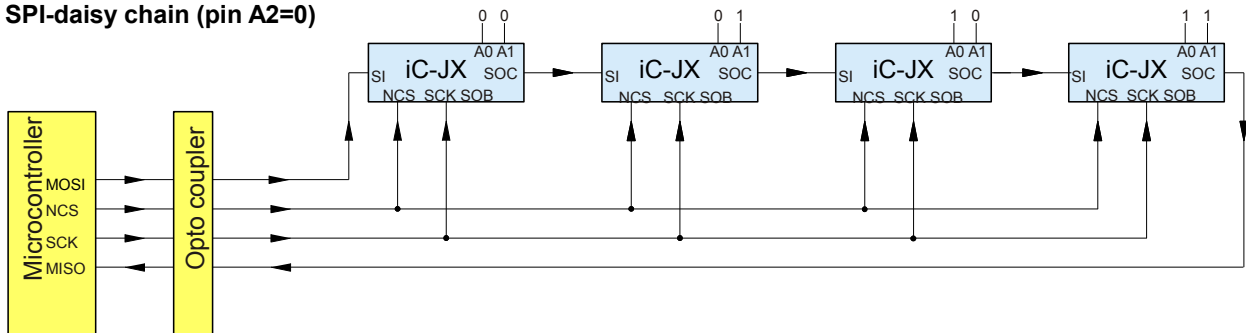 SPI-daisy chain (pin A2=0)
0 0
0 1
1 0
1 1
A0 A1
A0 A1
A0 A1
A0 A1
SI iC-JX SOC
SI iC-JX SOC
SI iC-JX SOC
SI iC-JX SOC
NCS SCK SOB
NCS SCK SOB
NCS SCK SOB
NCS SCK SOB
Microcontroller
MOSI
NCS
SCK
MISO
Opto coupler